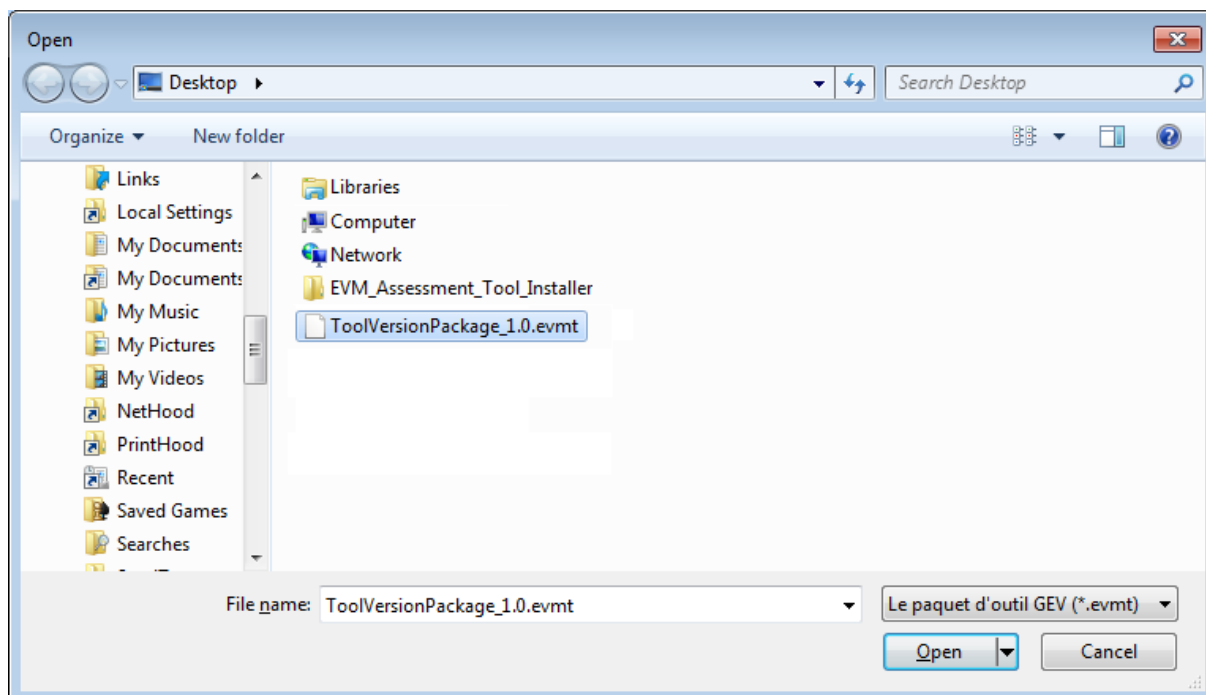 Open
Desktop
Search Desktop
Organize
New folder
Links
Local Settings
My Documents
My Documents
My Music
My Pictures
My Videos
NetHood
PrintHood
Recent
Saved Games
Searches
Libraries
Computer
Network
EVM_Assessment_Tool_Installer
ToolVersionPackage_1.0.evmt
File name: ToolVersionPackage_1.0.evmt
Le paquet d'outil GEV (*.evmt)
Open
Cancel